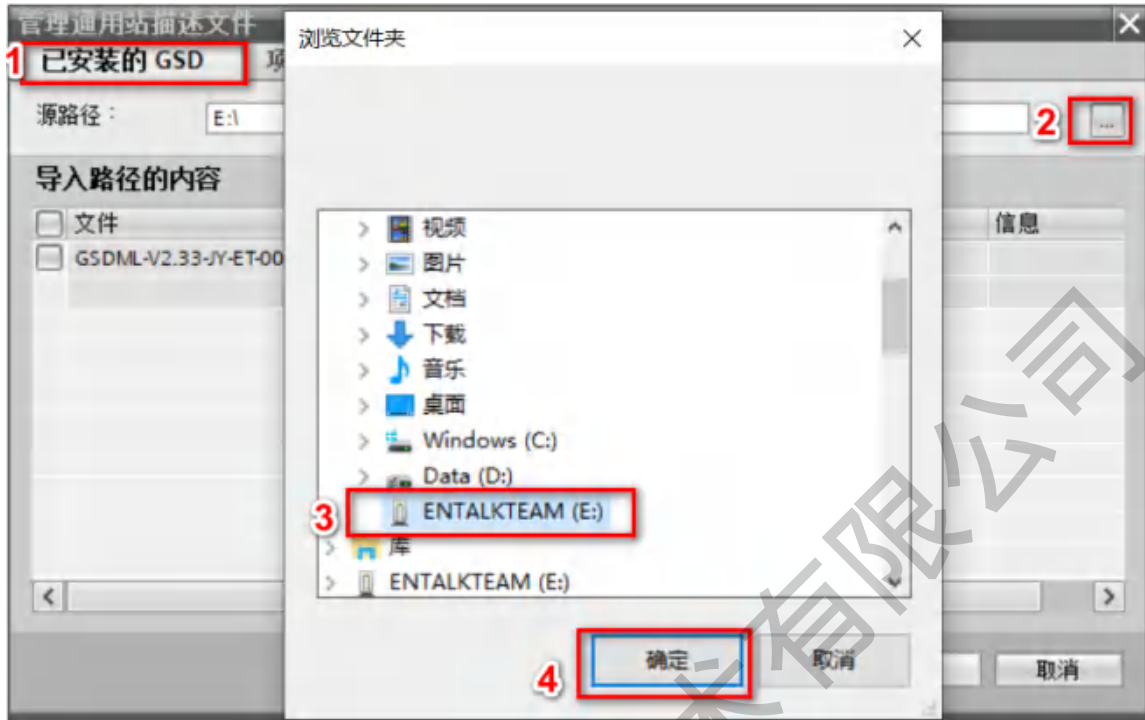 管理通用站描述文件
1
已安装的 GSD
项
源路径：
E:\
2
...
导入路径的内容
文件
信息
GSDML-V2.33-JY-ET-00
浏览文件夹
视频
图片
文档
下载
音乐
桌面
Windows (C:)
Data (D:)
3
ENTALKTEAM (E:)
库
ENTALKTEAM (E:)
4
确定
取消
取消
术有限公司